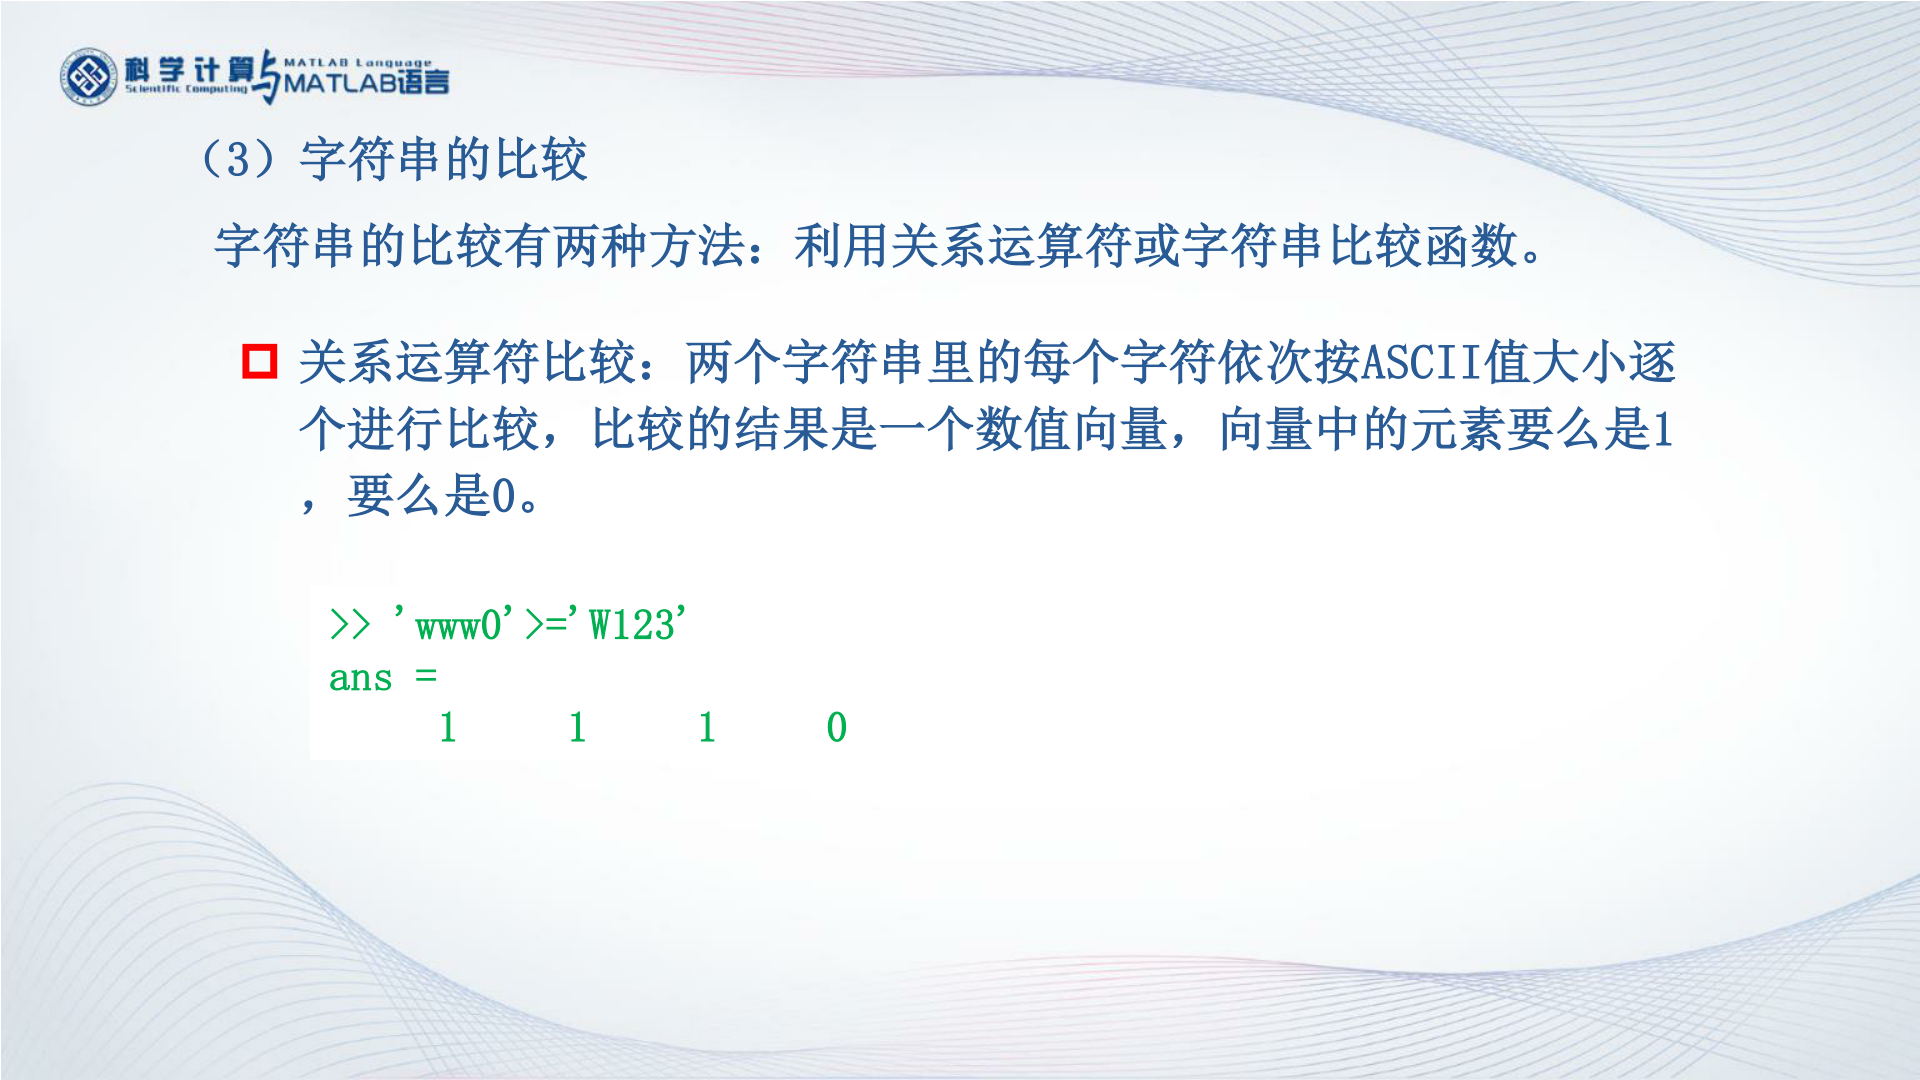 科学计算与MATLAB语言
Scientific Computing
MATLAB Language
（3）字符串的比较
字符串的比较有两种方法：利用关系运算符或字符串比较函数。
关系运算符比较：两个字符串里的每个字符依次按ASCII值大小逐
个进行比较，比较的结果是一个数值向量，向量中的元素要么是1
，要么是0。
>> 'www0'>='W123'
ans =
1 1 1 0